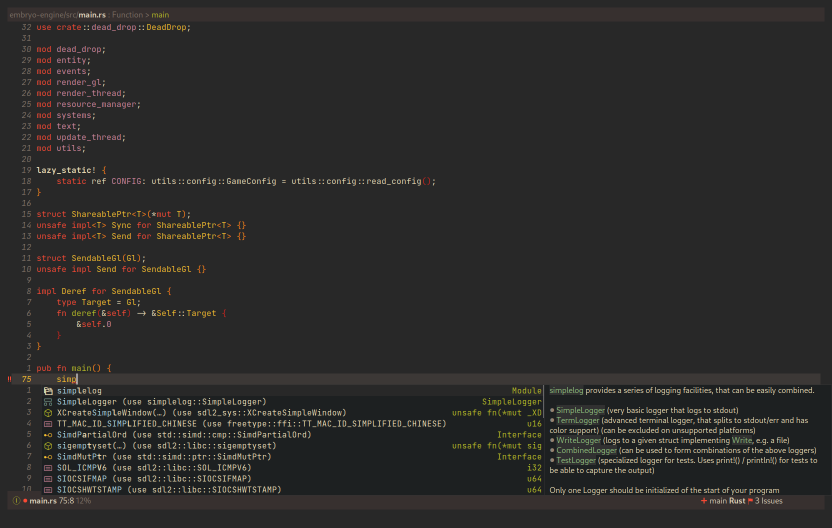 embryo-engine/src/main.rs : Function > main
32 use crate::dead_drop::DeadDrop;
31
30 mod dead_drop;
29 mod entity;
28 mod events;
27 mod render_gl;
26 mod render_thread;
25 mod resource_manager;
24 mod systems;
23 mod text;
22 mod update_thread;
21 mod utils;
20
19 lazy_static! {
18     static ref CONFIG: utils::config::GameConfig = utils::config::read_config();
17 }
16
15 struct ShareablePtr<T>(*mut T);
14 unsafe impl<T> Sync for ShareablePtr<T> {}
13 unsafe impl<T> Send for ShareablePtr<T> {}
12
11 struct SendableGl(Gl);
10 unsafe impl Send for SendableGl {}
9
8 impl Deref for SendableGl {
7     type Target = Gl;
6     fn deref(&self) -> &Self::Target {
5         &self.0
4     }
3 }
2
1 pub fn main() {
!! 75     simp
1 simplelog Module
2 SimpleLogger (use simplelog::SimpleLogger) SimpleLogger
3 XCreateSimpleWindow(…) (use sdl2_sys::XCreateSimpleWindow) unsafe fn(*mut _XD
4 TT_MAC_ID_SIMPLIFIED_CHINESE (use freetype::ffi::TT_MAC_ID_SIMPLIFIED_CHINESE) u16
5 SimdPartialOrd (use std::simd::cmp::SimdPartialOrd) Interface
6 sigemptyset(…) (use sdl2::libc::sigemptyset) unsafe fn(*mut sig
7 SimdMutPtr (use std::simd::ptr::SimdMutPtr) Interface
8 SOL_ICMPV6 (use sdl2::libc::SOL_ICMPV6) i32
9 SIOCSIFMAP (use sdl2::libc::SIOCSIFMAP) u64
10 SIOCSHWTSTAMP (use sdl2::libc::SIOCSHWTSTAMP) u64
simplelog provides a series of logging facilities, that can be easily combined.
● SimpleLogger (very basic logger that logs to stdout)
● TermLogger (advanced terminal logger, that splits to stdout/err and has
color support) (can be excluded on unsupported platforms)
● WriteLogger (logs to a given struct implementing Write, e.g. a file)
● CombinedLogger (can be used to form combinations of the above loggers)
● TestLogger (specialized logger for tests. Uses print!() / println!() for tests to
be able to capture the output)
Only one Logger should be initialized of the start of your program
main.rs 75:8 12% main Rust 3 Issues